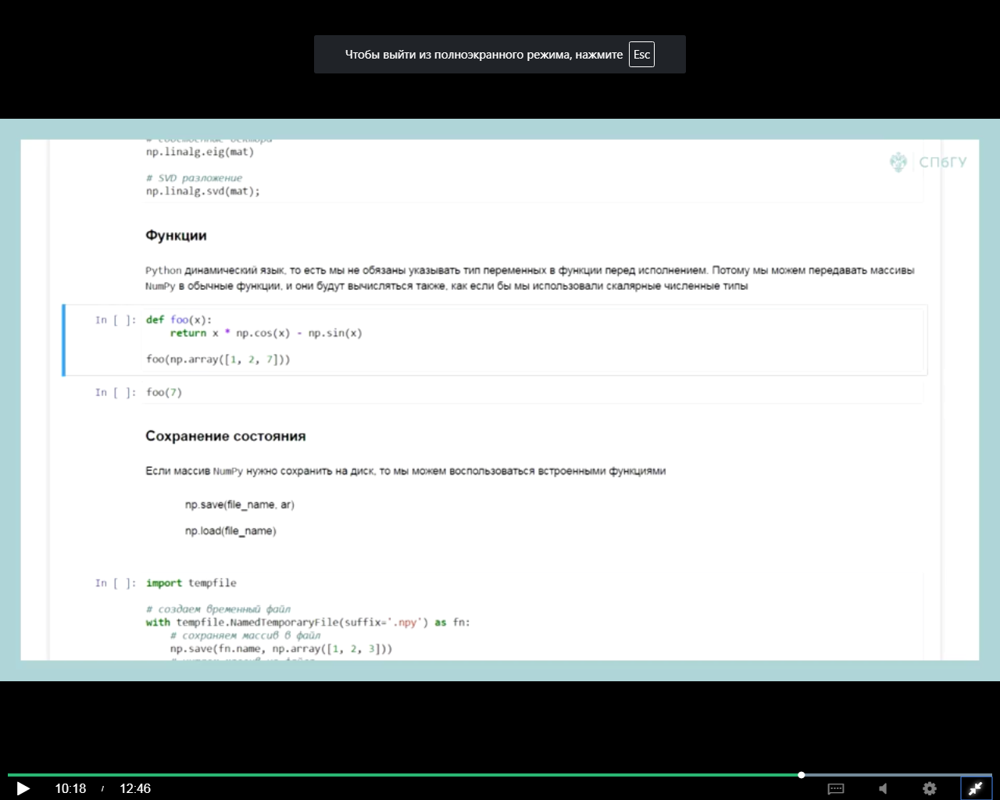 Чтобы выйти из полноэкранного режима, нажмите Esc
np.linalg.eig(mat)
СПбГУ
# SVD разложение
np.linalg.svd(mat);
Функции
Python динамический язык, то есть мы не обязаны указывать тип переменных в функции перед исполнением. Потому мы можем передавать массивы
NumPy в обычные функции, и они будут вычисляться также, как если бы мы использовали скалярные численные типы
In [ ]: def foo(x):
return x * np.cos(x) - np.sin(x)
foo(np.array([1, 2, 7]))
In [ ]: foo(7)
Сохранение состояния
Если массив NumPy нужно сохранить на диск, то мы можем воспользоваться встроенными функциями
np.save(file_name, ar)
np.load(file_name)
In [ ]: import tempfile
# создаем временный файл
with tempfile.NamedTemporaryFile(suffix='.npy') as fn:
# сохраняем массив в файл
np.save(fn.name, np.array([1, 2, 3]))
10:18 / 12:46